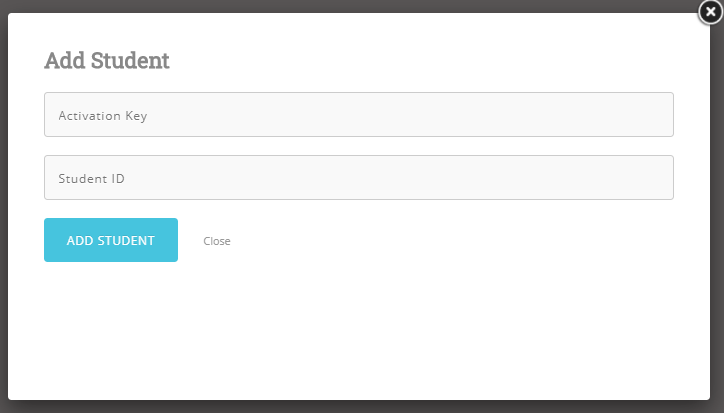 Add Student
Activation Key
Student ID
ADD STUDENT
Close